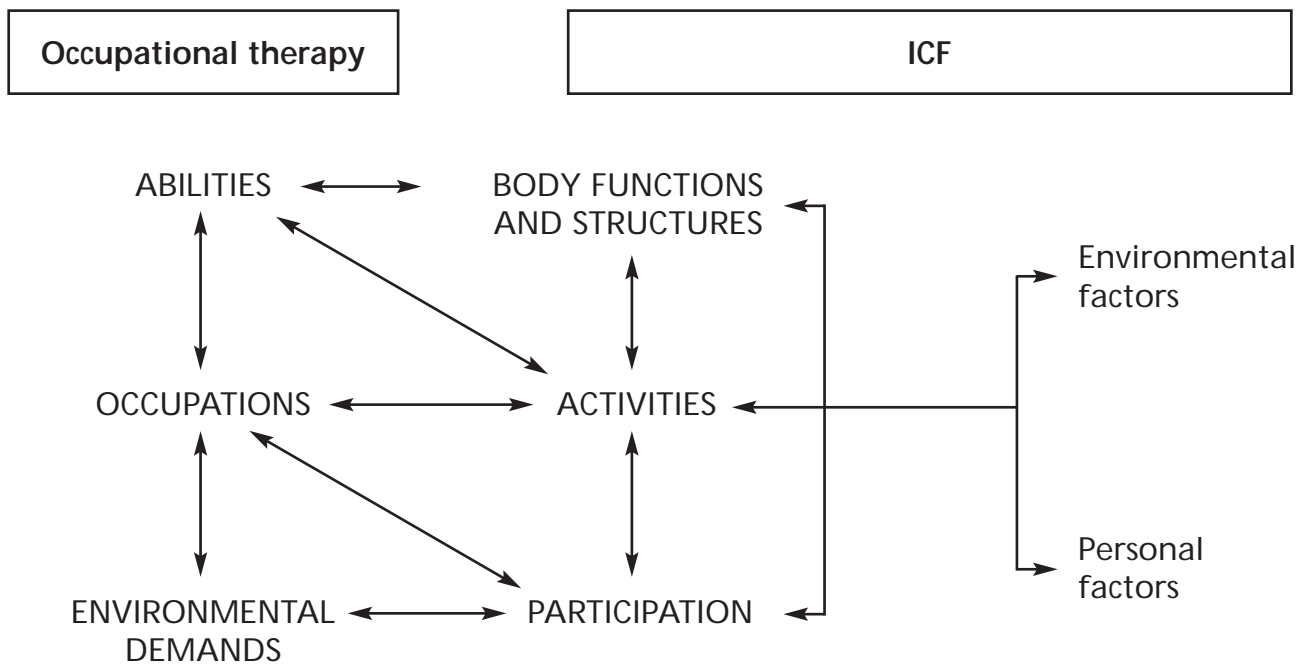 Occupational therapy
ICF
ABILITIES
BODY FUNCTIONS
AND STRUCTURES
Environmental
factors
OCCUPATIONS
ACTIVITIES
Personal
factors
ENVIRONMENTAL
DEMANDS
PARTICIPATION